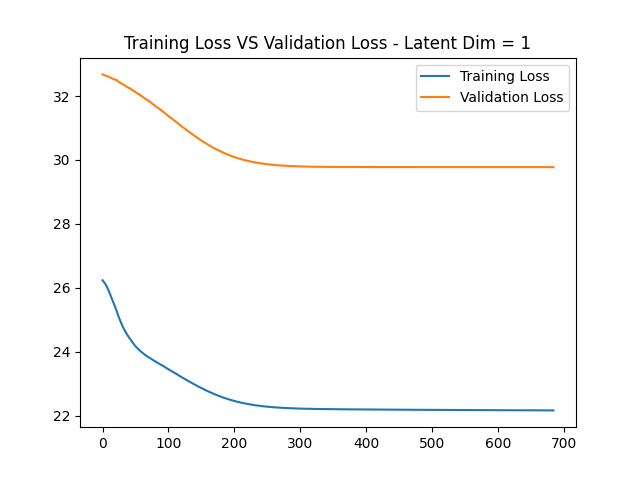 Training Loss VS Validation Loss - Latent Dim = 1
Training Loss
Validation Loss
32
30
28
26
24
22
0 100 200 300 400 500 600 700